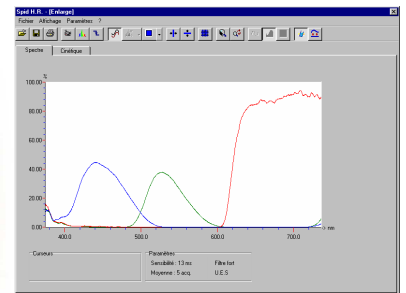 Spid H.R. - [Enlarge]
Fichier Affichage Paramètres ?
Spectre Cinétique
%
100.00
80.00
60.00
40.00
20.00
0.00
400.0 500.0 600.0 700.0 > nm
Curseurs
Paramètres
Sensibilité : 13 ms Filtre fort
Moyenne : 5 acq. U.E.S